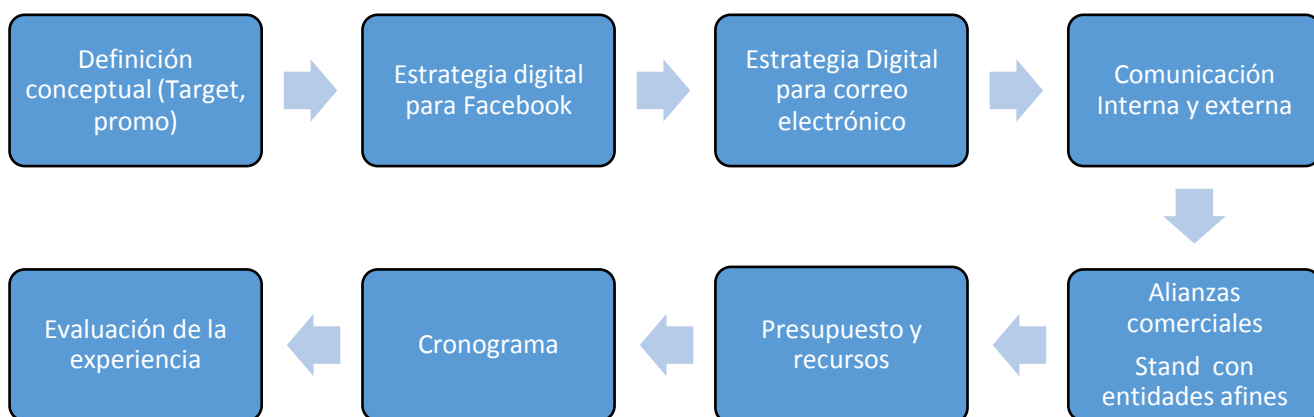 Definición
conceptual (Target,
promo)
Estrategia digital
para Facebook
Estrategia Digital
para correo
electrónico
Comunicación
Interna y externa
Alianzas
comerciales
Stand con
entidades afines
Presupuesto y
recursos
Cronograma
Evaluación de la
experiencia